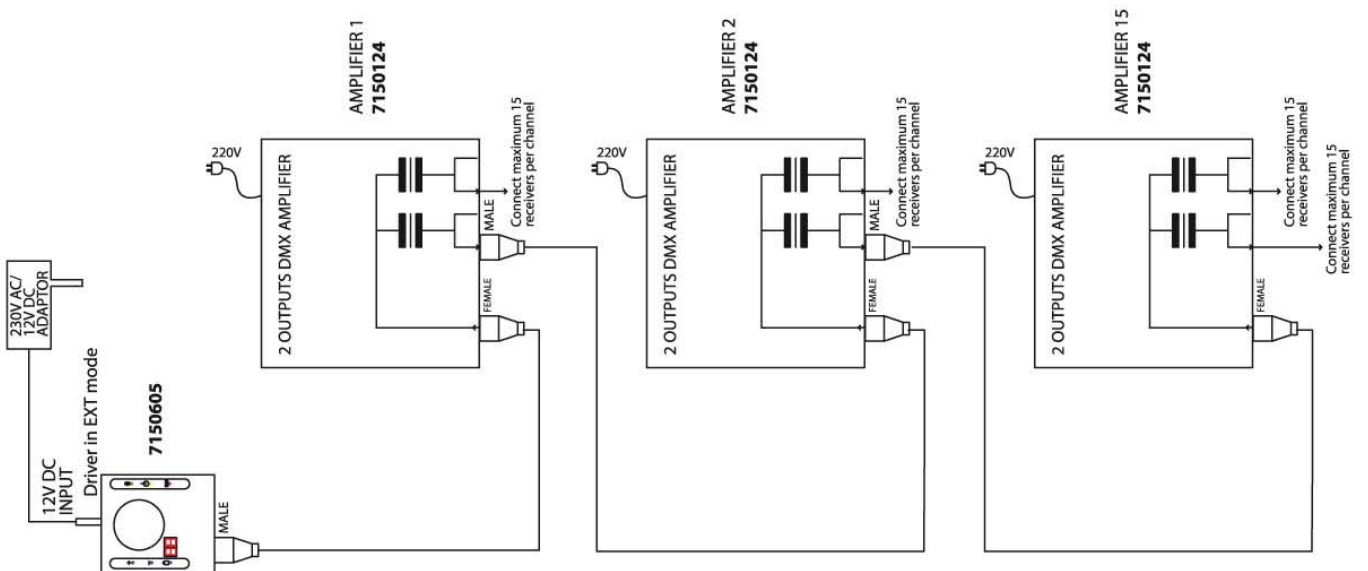 230V AC/
12V DC
ADAPTOR
12V DC
INPUT
Driver in EXT mode
7150605
MALE
AMPLIFIER 1
7150124
220V
2 OUTPUTS DMX AMPLIFIER
FEMALE
MALE
Connect maximum 15
receivers per channel
AMPLIFIER 2
7150124
220V
2 OUTPUTS DMX AMPLIFIER
FEMALE
MALE
Connect maximum 15
receivers per channel
AMPLIFIER 15
7150124
220V
2 OUTPUTS DMX AMPLIFIER
FEMALE
Connect maximum 15
receivers per channel
Connect maximum 15
receivers per channel